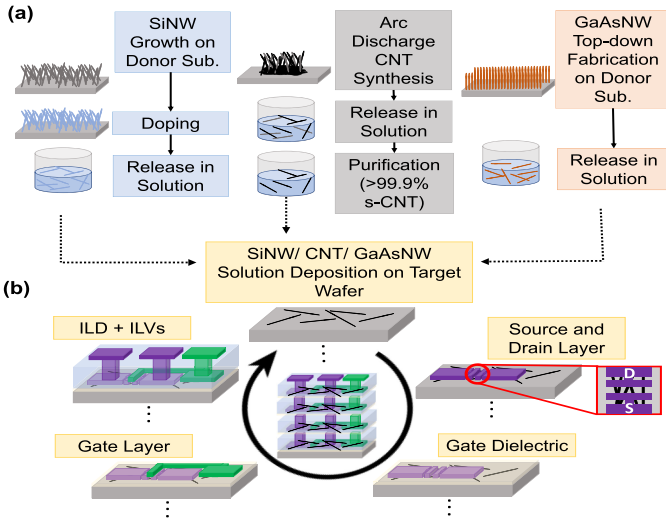 (a)
SiNW
Growth on
Donor Sub.
Doping
Release in
Solution
Arc
Discharge
CNT
Synthesis
Release in
Solution
Purification
(>99.9%
s-CNT)
GaAsNW
Top-down
Fabrication
on Donor
Sub.
Release in
Solution
SiNW/ CNT/ GaAsNW
Solution Deposition on Target
Wafer
(b)
ILD + ILVs
Source and
Drain Layer
D
S
Gate Layer
Gate Dielectric